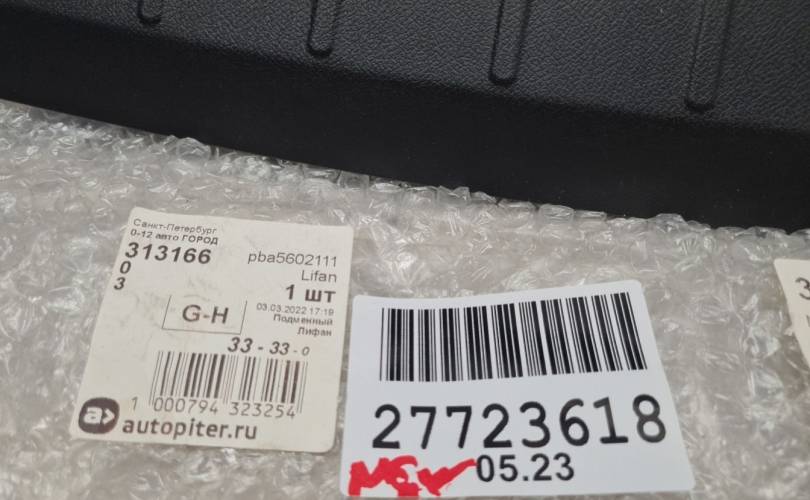 Санкт-Петербург
0-12 авто ГОРОД
313166
pba5602111
0
Lifan
3
1 шт
G-H
03.03.2022 17:19
Подменный
Лифан
33 - 33 - 0
1 000794 323254
a>
autopiter.ru
27723618
05.23
3